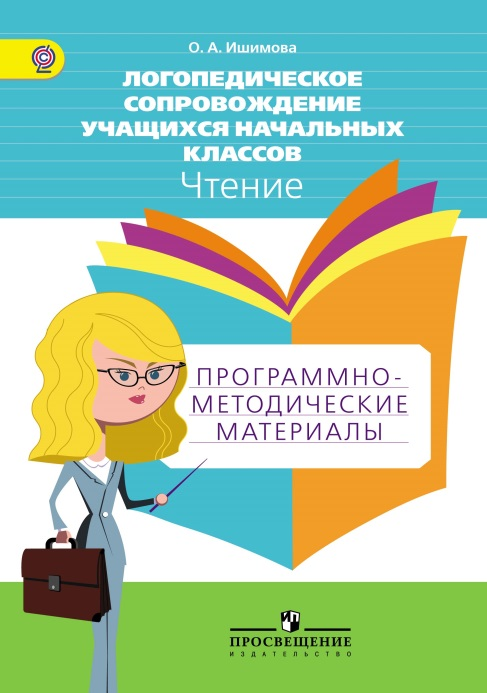 О. А. Ишимова
ЛОГОПЕДИЧЕСКОЕ
СОПРОВОЖДЕНИЕ
УЧАЩИХСЯ НАЧАЛЬНЫХ
КЛАССОВ
Чтение
ПРОГРАММНО-
МЕТОДИЧЕСКИЕ
МАТЕРИАЛЫ
ПРОСВЕЩЕНИЕ
ИЗДАТЕЛЬСТВО